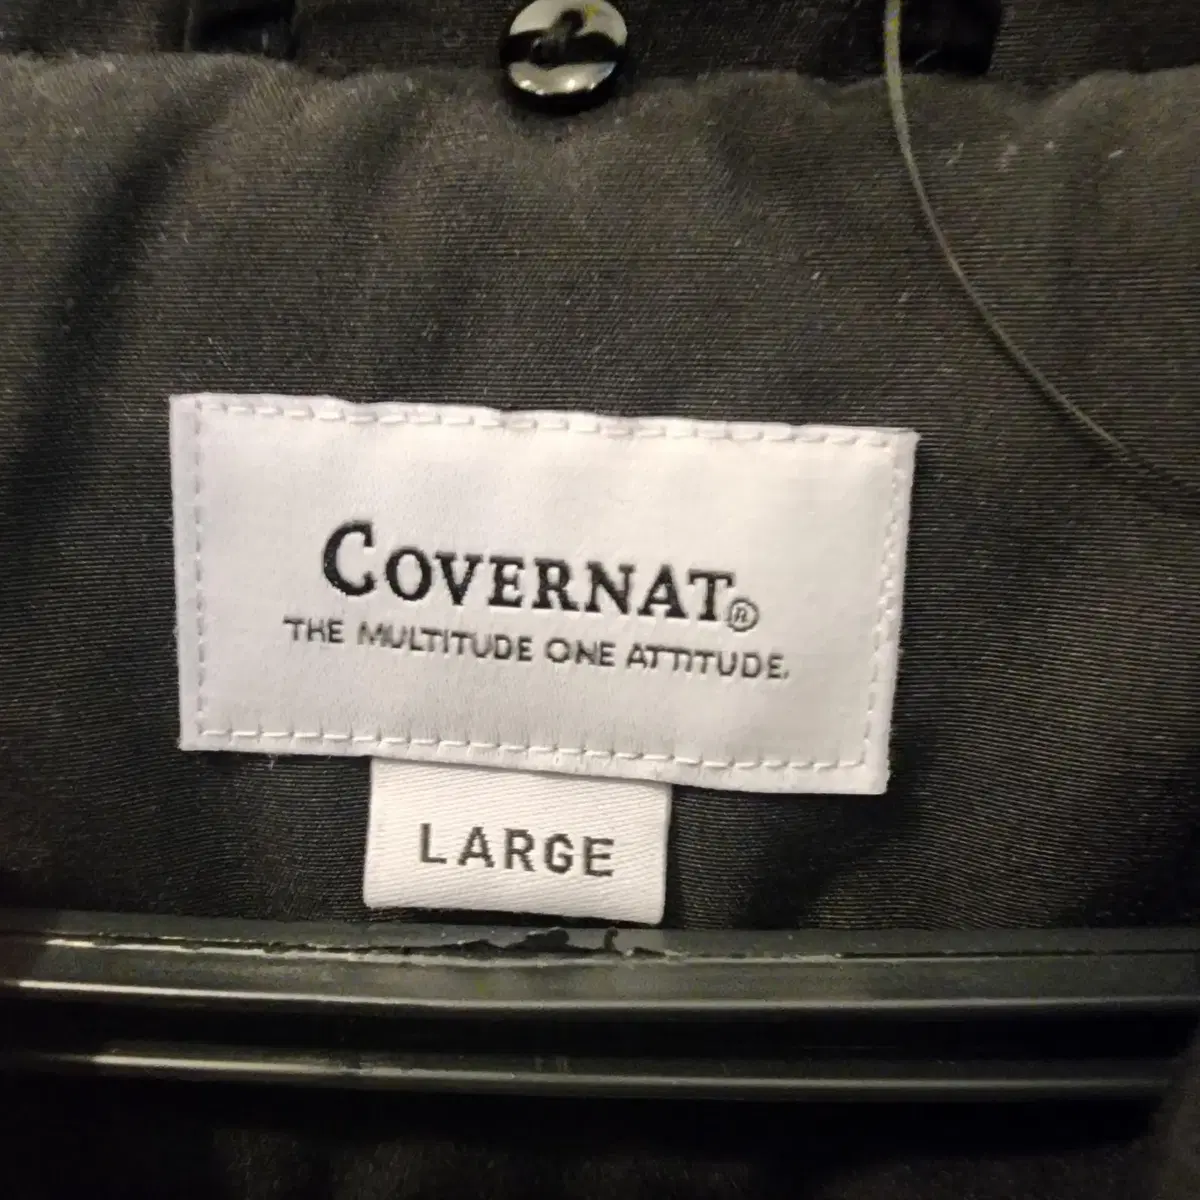 COVERNAT®
THE MULTITUDE ONE ATTITUDE.
LARGE